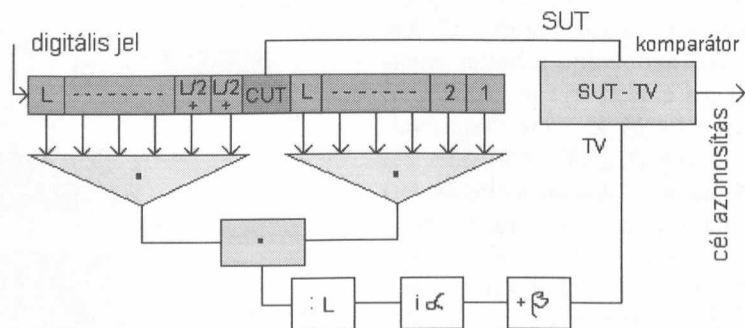 SUT
digitális jel
komparátor
L - - - - - - - - L/2 + L/2 + CUT L - - - - - - - - 2 1
SUT - TV
TV
cél azonosítás
: L
i α
+ β